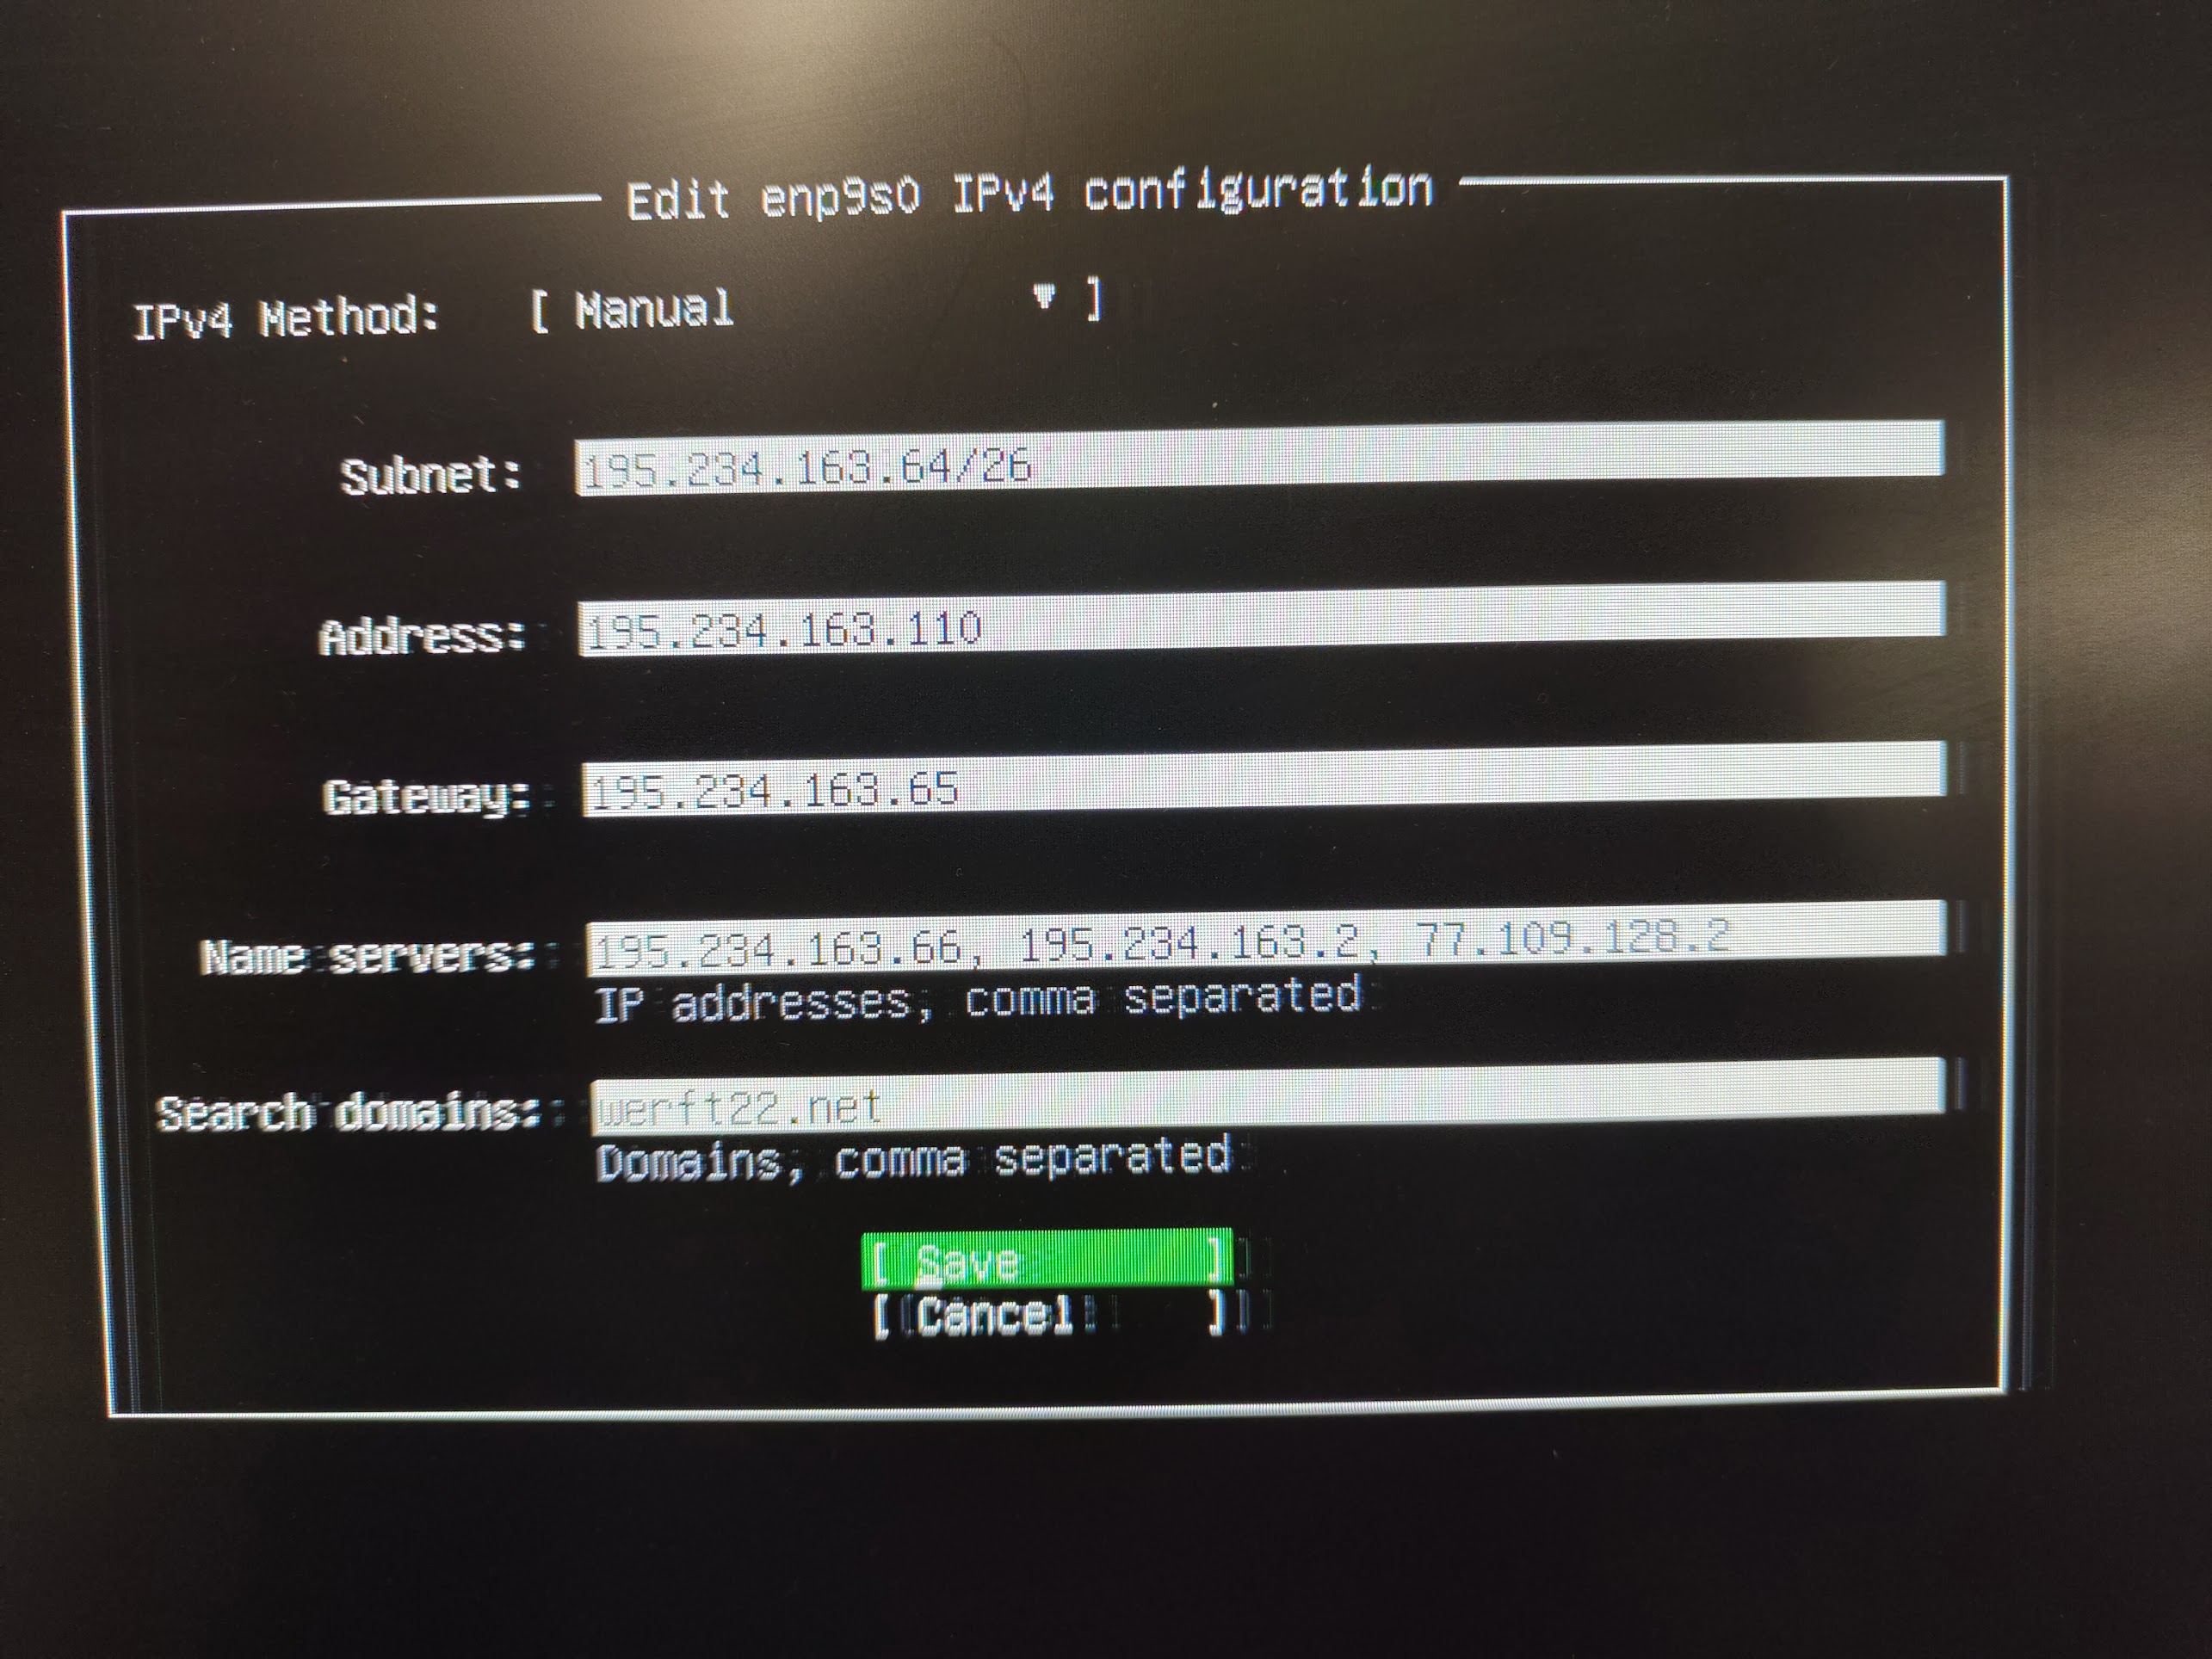 Edit enp9s0 IPv4 configuration
IPv4 Method: [ Manual ▼ ]
Subnet: 195.234.163.64/26
Address: 195.234.163.110
Gateway: 195.234.163.65
Name servers: 195.234.163.66, 195.234.163.2, 77.109.128.2
IP addresses, comma separated
Search domains: werft22.net
Domains, comma separated
[ Save ]
[ Cancel ]